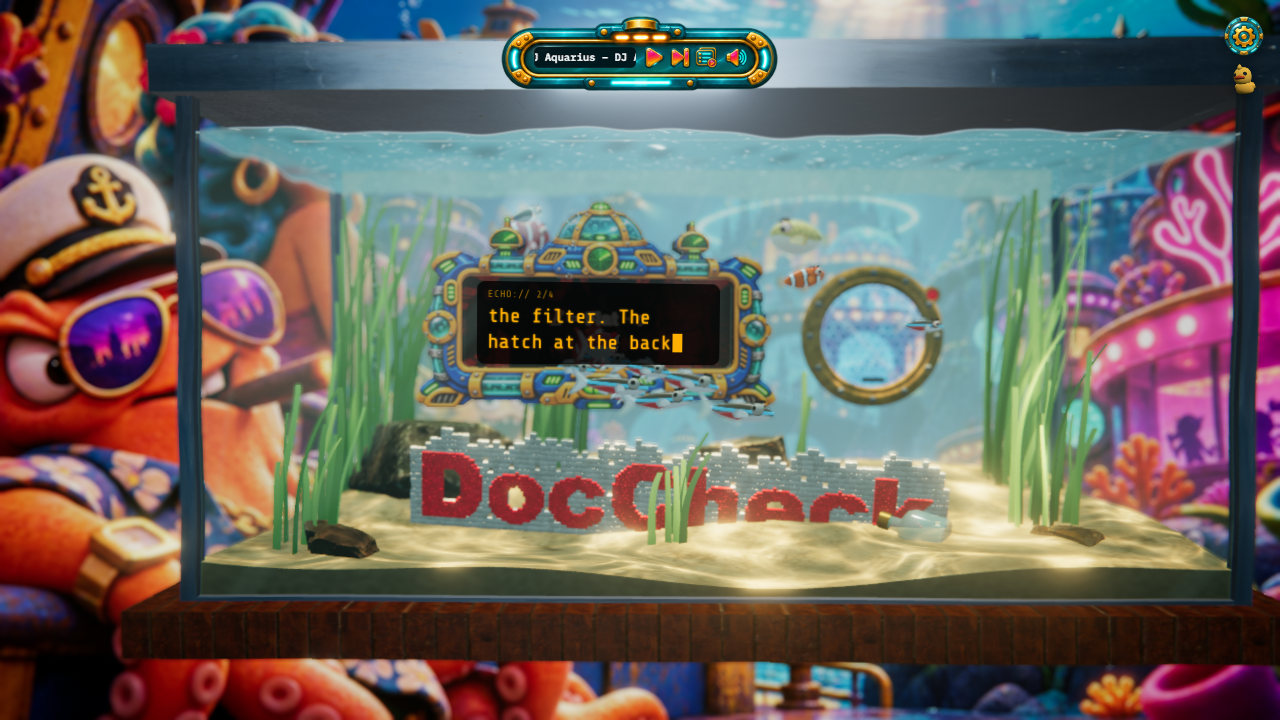 Aquarius – DJ
ECHO:// 2/4
the filter. The
hatch at the back
DocCheck